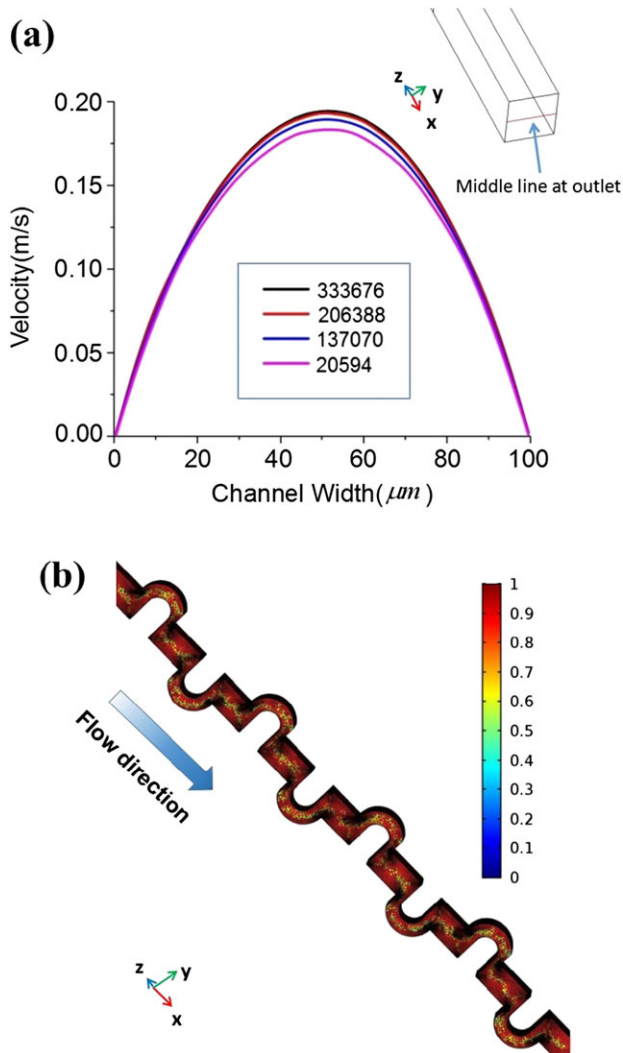 (a)
z
y
x
Middle line at outlet
0.20
0.15
0.10
0.05
0.00
Velocity(m/s)
333676
206388
137070
20594
0
20
40
60
80
100
Channel Width(μm)
(b)
1
0.9
0.8
0.7
0.6
0.5
0.4
0.3
0.2
0.1
0
Flow direction
z
y
x